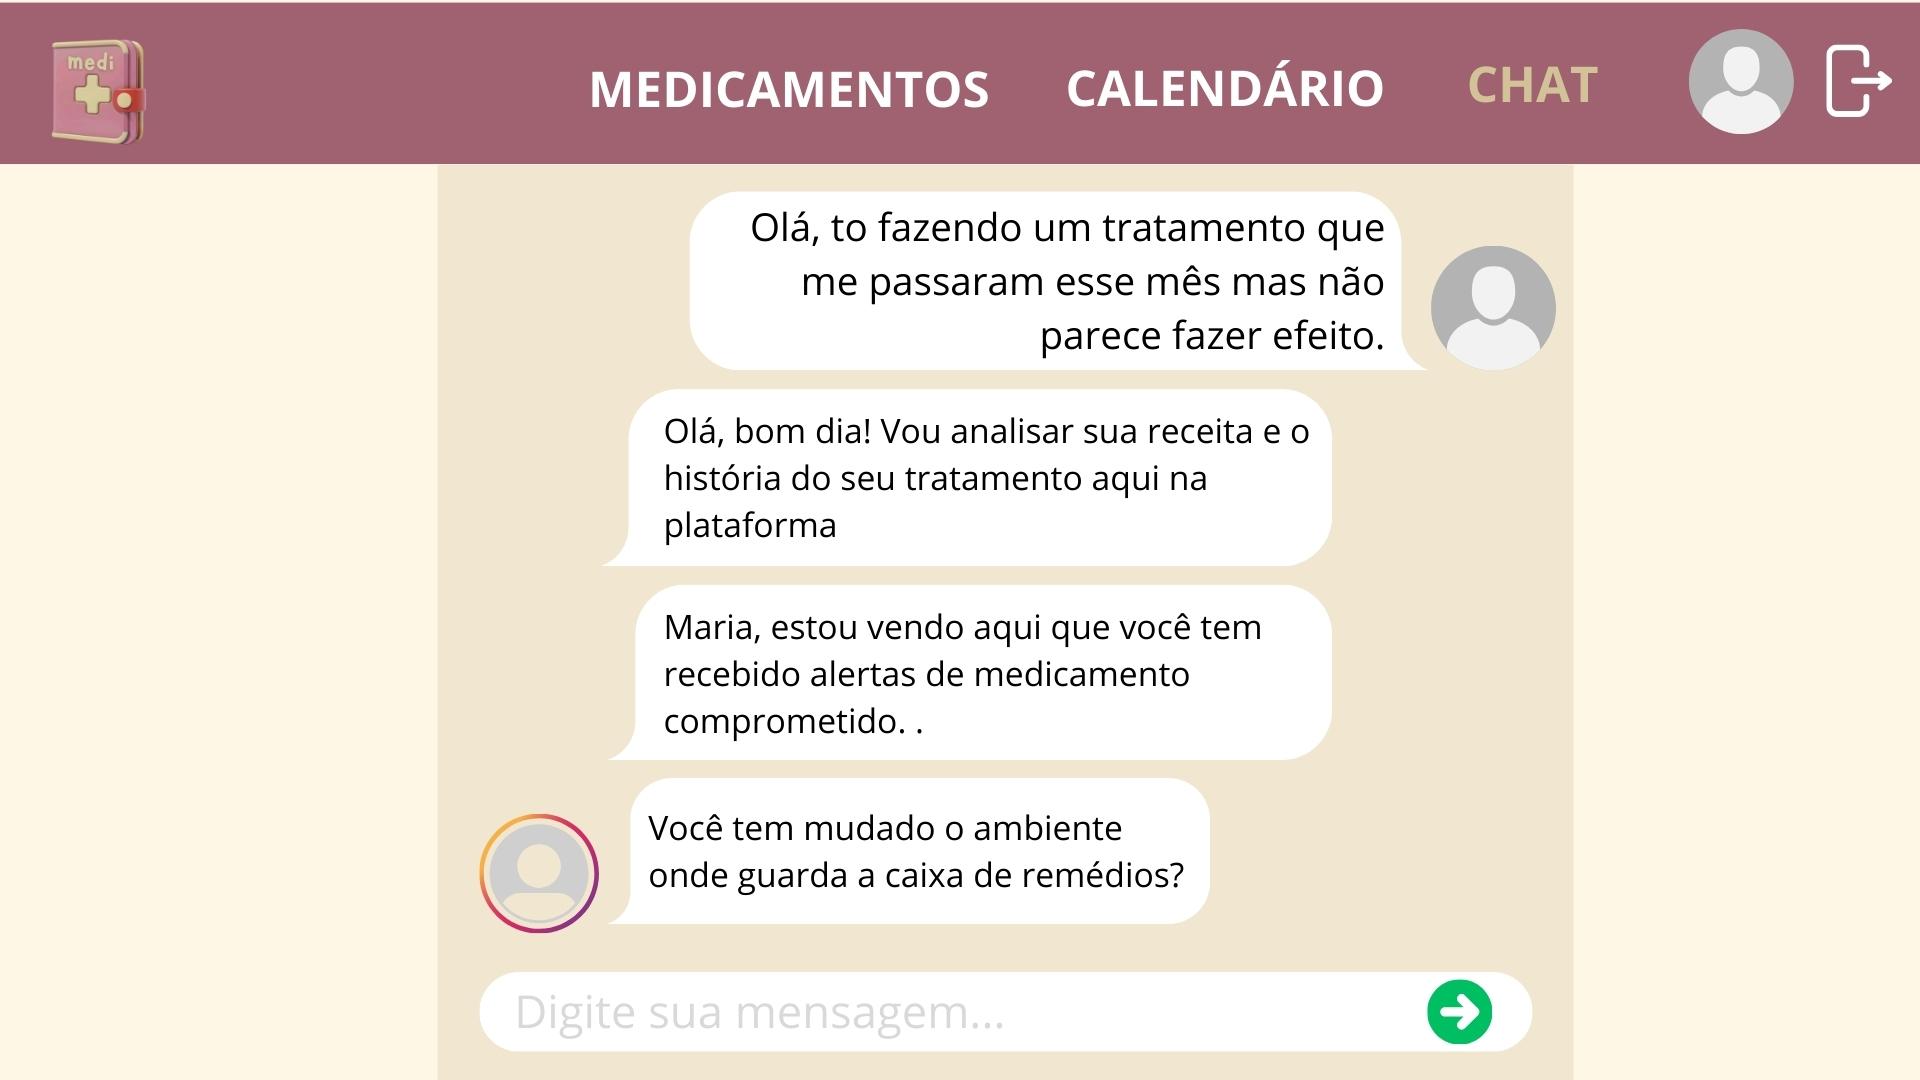 medi
MEDICAMENTOS
CALENDÁRIO
CHAT
Olá, to fazendo um tratamento que
me passaram esse mês mas não
parece fazer efeito.
Olá, bom dia! Vou analisar sua receita e o
história do seu tratamento aqui na
plataforma
Maria, estou vendo aqui que você tem
recebido alertas de medicamento
comprometido. .
Você tem mudado o ambiente
onde guarda a caixa de remédios?
Digite sua mensagem...